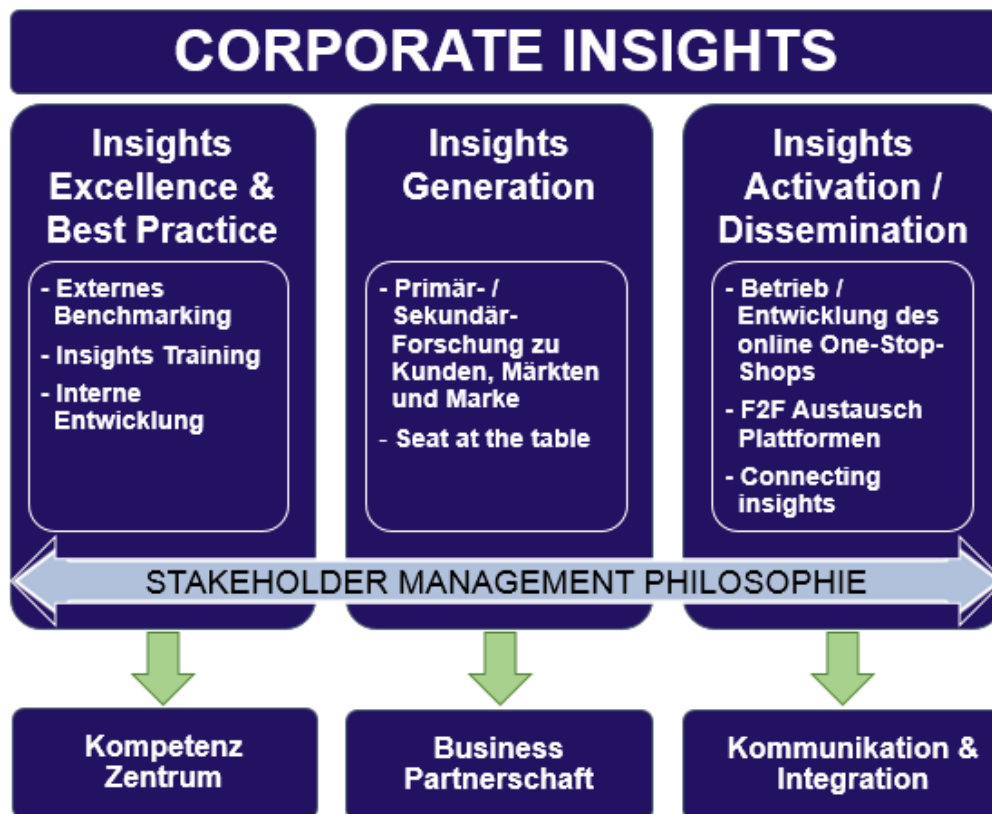 CORPORATE INSIGHTS
Insights
Excellence &
Best Practice
- Externes
Benchmarking
- Insights Training
- Interne
Entwicklung
Insights
Generation
- Primär- /
Sekundär-
Forschung zu
Kunden, Märkten
und Marke
- Seat at the table
Insights
Activation /
Dissemination
- Betrieb /
Entwicklung des
online One-Stop-
Shops
- F2F Austausch
Plattformen
- Connecting
insights
STAKEHOLDER MANAGEMENT PHILOSOPHIE
Kompetenz
Zentrum
Business
Partnerschaft
Kommunikation &
Integration